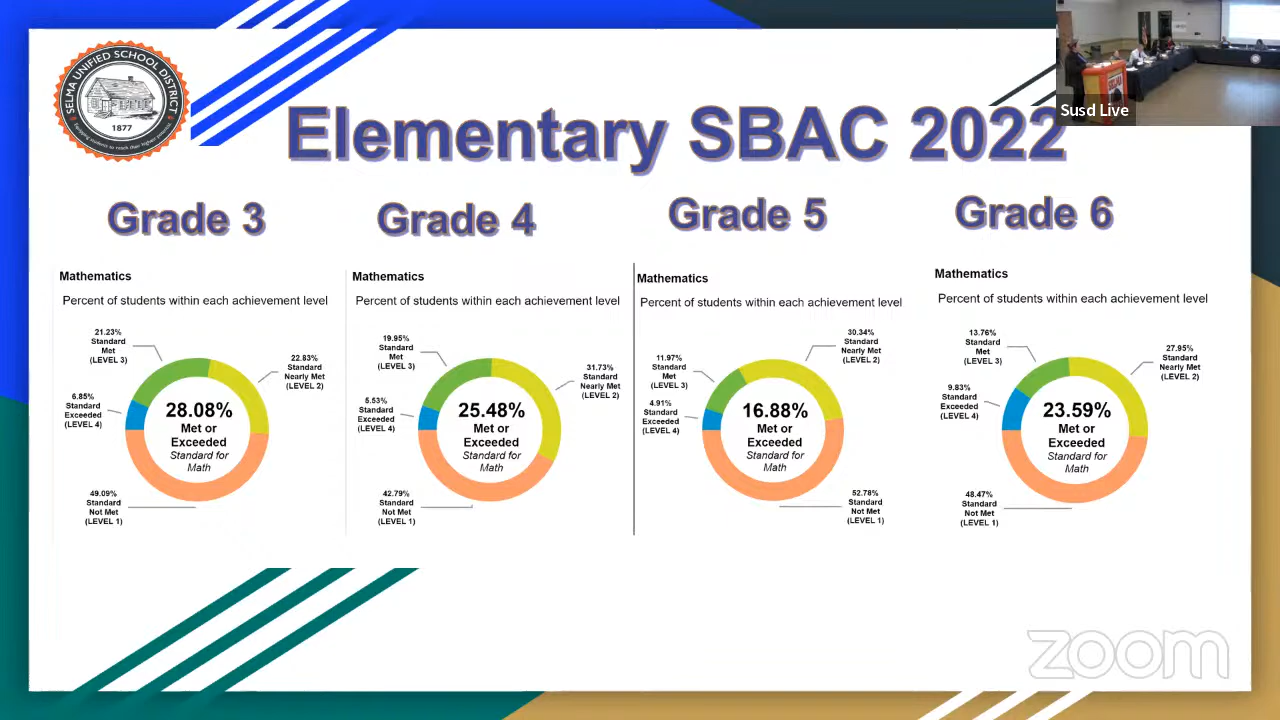 SELMA UNIFIED SCHOOL DISTRICT
1877
Susd Live
Elementary SBAC 2022
Grade 3
Mathematics
Percent of students within each achievement level
21.23%
Standard
Met
(LEVEL 3)
22.83%
Standard
Nearly Met
(LEVEL 2)
6.85%
Standard
Exceeded
(LEVEL 4)
28.08%
Met or
Exceeded
Standard for
Math
49.09%
Standard
Not Met
(LEVEL 1)
Grade 4
Mathematics
Percent of students within each achievement level
19.95%
Standard
Met
(LEVEL 3)
31.73%
Standard
Nearly Met
(LEVEL 2)
5.53%
Standard
Exceeded
(LEVEL 4)
25.48%
Met or
Exceeded
Standard for
Math
42.79%
Standard
Not Met
(LEVEL 1)
Grade 5
Mathematics
Percent of students within each achievement level
30.34%
Standard
Nearly Met
(LEVEL 2)
11.97%
Standard
Met
(LEVEL 3)
4.91%
Standard
Exceeded
(LEVEL 4)
16.88%
Met or
Exceeded
Standard for
Math
52.78%
Standard
Not Met
(LEVEL 1)
Grade 6
Mathematics
Percent of students within each achievement level
13.76%
Standard
Met
(LEVEL 3)
27.95%
Standard
Nearly Met
(LEVEL 2)
9.83%
Standard
Exceeded
(LEVEL 4)
23.59%
Met or
Exceeded
Standard for
Math
48.47%
Standard
Not Met
(LEVEL 1)
zoom